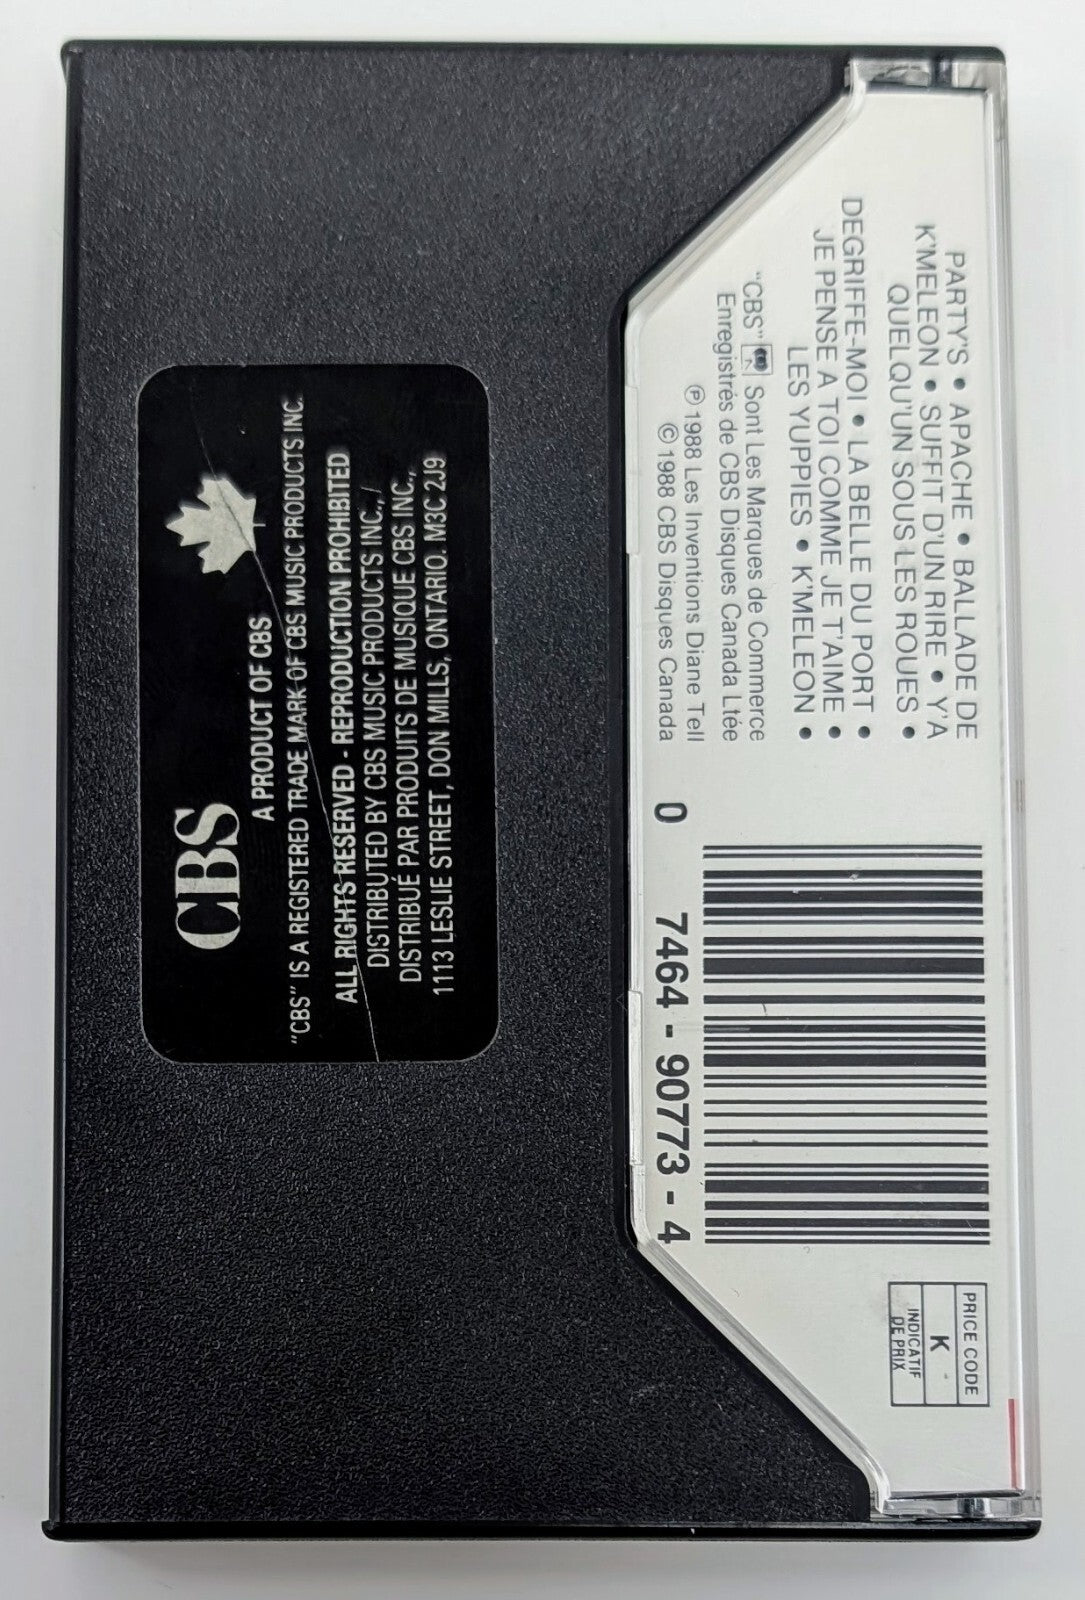 PARTY'S • APACHE • BALLADE DE
K'MELEON • SUFFIT D'UN RIRE • Y'A
QUELQU'UN SOUS LES ROUES •
DEGRIFFE-MOI • LA BELLE DU PORT •
JE PENSE A TOI COMME JE T'AIME •
LES YUPPIES • K'MELEON •
"CBS" Sont Les Marques de Commerce
Enregistrés de CBS Disques Canada Ltée
℗ 1988 Les Inventions Diane Tell
© 1988 CBS Disques Canada
0 7464 - 90773 - 4
PRICE CODE
K
INDICATIF
DE PRIX
CBS
A PRODUCT OF CBS
"CBS" IS A REGISTERED TRADE MARK OF CBS MUSIC PRODUCTS INC.
ALL RIGHTS RESERVED - REPRODUCTION PROHIBITED
DISTRIBUTED BY CBS MUSIC PRODUCTS INC.,/
DISTRIBUÉ PAR PRODUITS DE MUSIQUE CBS INC.,
1113 LESLIE STREET, DON MILLS, ONTARIO. M3C 2J9